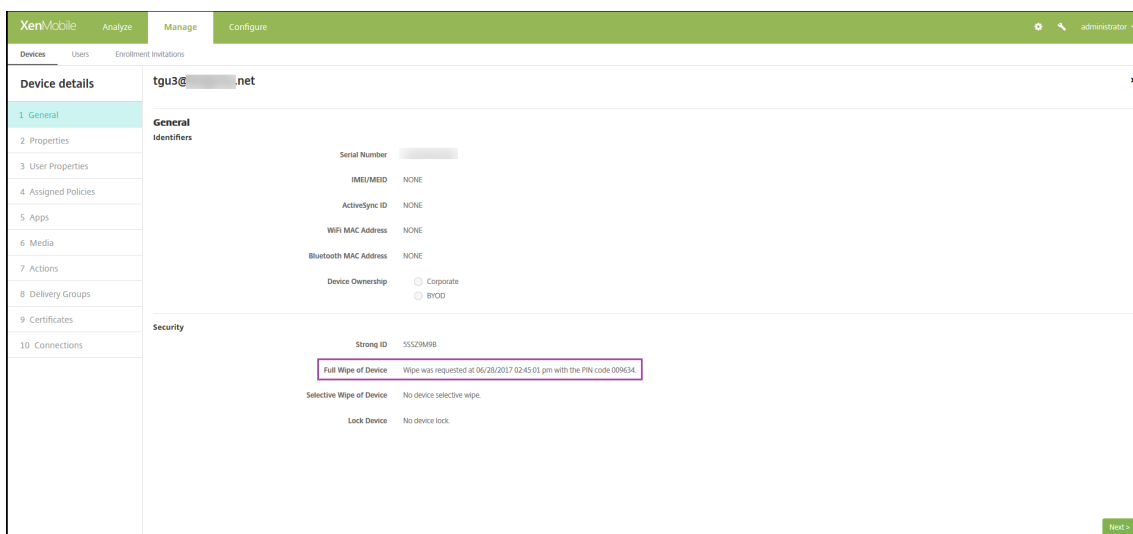 XenMobile Analyze Manage Configure administrator
Devices Users Enrollment Invitations
Device details
tgu3@ .net
1 General
2 Properties
3 User Properties
4 Assigned Policies
5 Apps
6 Media
7 Actions
8 Delivery Groups
9 Certificates
10 Connections
General
Identifiers
Serial Number
IMEI/MEID NONE
ActiveSync ID NONE
WiFi MAC Address NONE
Bluetooth MAC Address NONE
Device Ownership Corporate
BYOD
Security
Strong ID 5SSZ9M9B
Full Wipe of Device Wipe was requested at 06/28/2017 02:45:01 pm with the PIN code 009634.
Selective Wipe of Device No device selective wipe.
Lock Device No device lock.
Next >